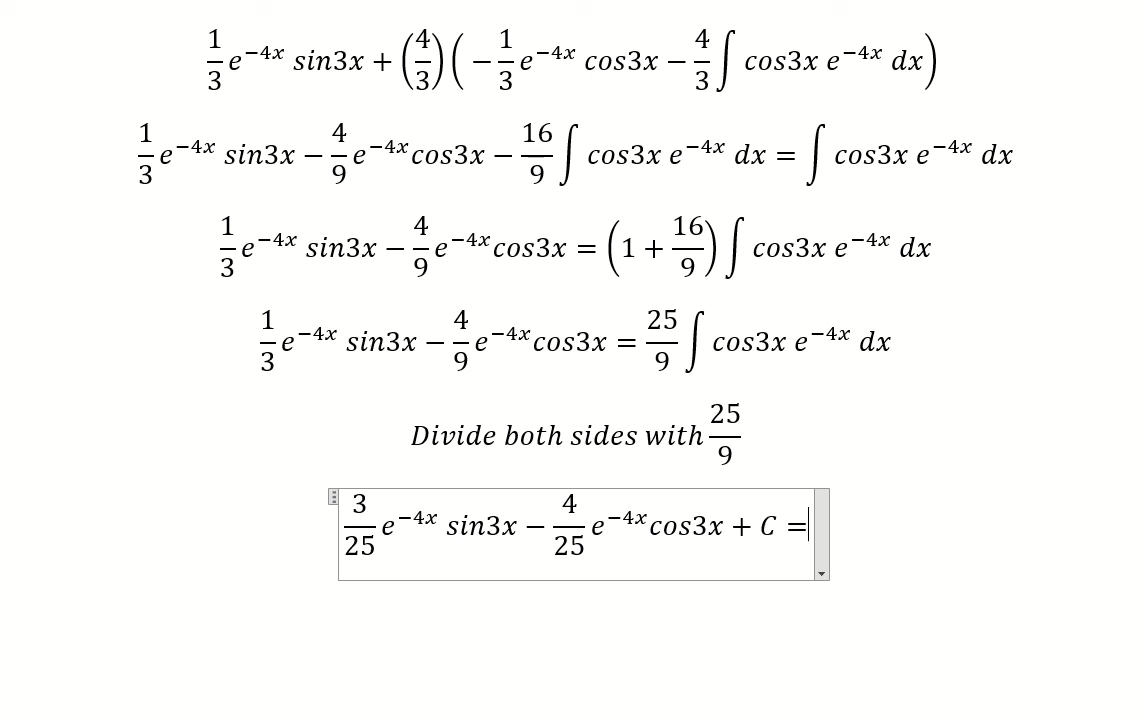 1/3 e^{-4x} sin3x + (4/3)(-1/3 e^{-4x} cos3x - 4/3 ∫ cos3x e^{-4x} dx)
1/3 e^{-4x} sin3x - 4/9 e^{-4x} cos3x - 16/9 ∫ cos3x e^{-4x} dx = ∫ cos3x e^{-4x} dx
1/3 e^{-4x} sin3x - 4/9 e^{-4x} cos3x = (1 + 16/9) ∫ cos3x e^{-4x} dx
1/3 e^{-4x} sin3x - 4/9 e^{-4x} cos3x = 25/9 ∫ cos3x e^{-4x} dx
Divide both sides with 25/9
3/25 e^{-4x} sin3x - 4/25 e^{-4x} cos3x + C =